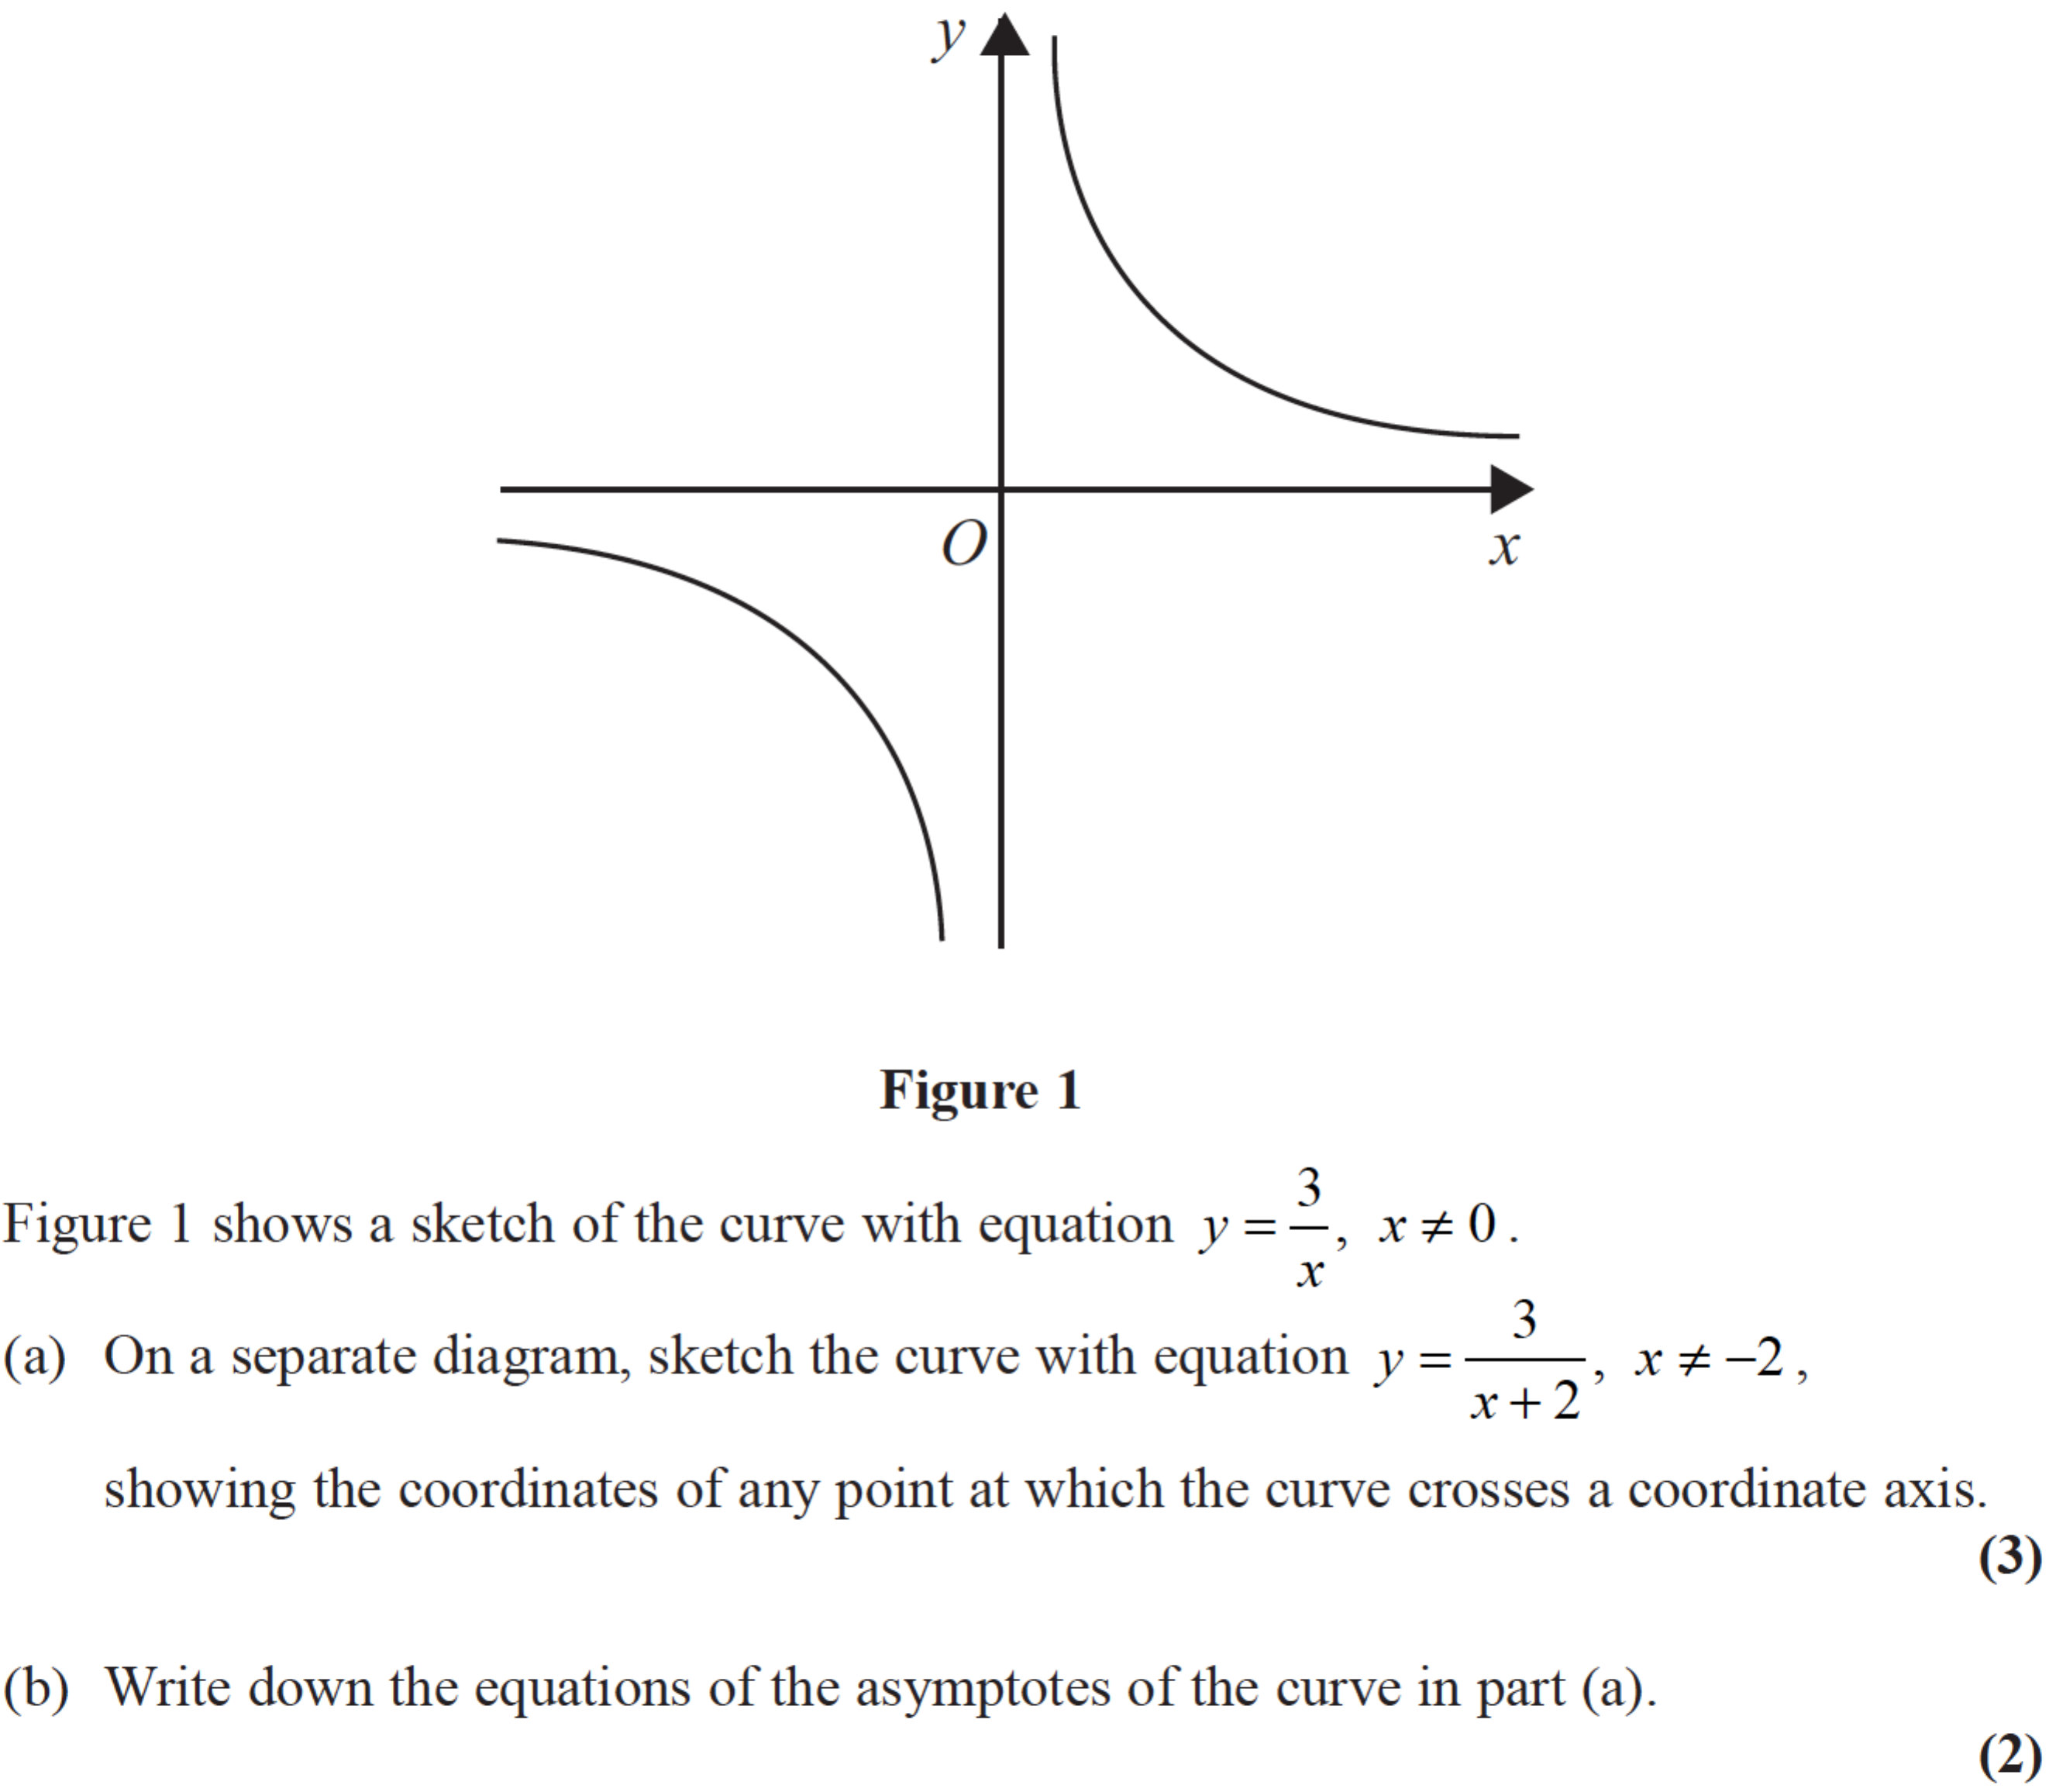 y
O
x
Figure 1
Figure 1 shows a sketch of the curve with equation y = 3/x, x ≠ 0.
(a) On a separate diagram, sketch the curve with equation y = 3/(x + 2), x ≠ −2,
showing the coordinates of any point at which the curve crosses a coordinate axis.
(3)
(b) Write down the equations of the asymptotes of the curve in part (a).
(2)